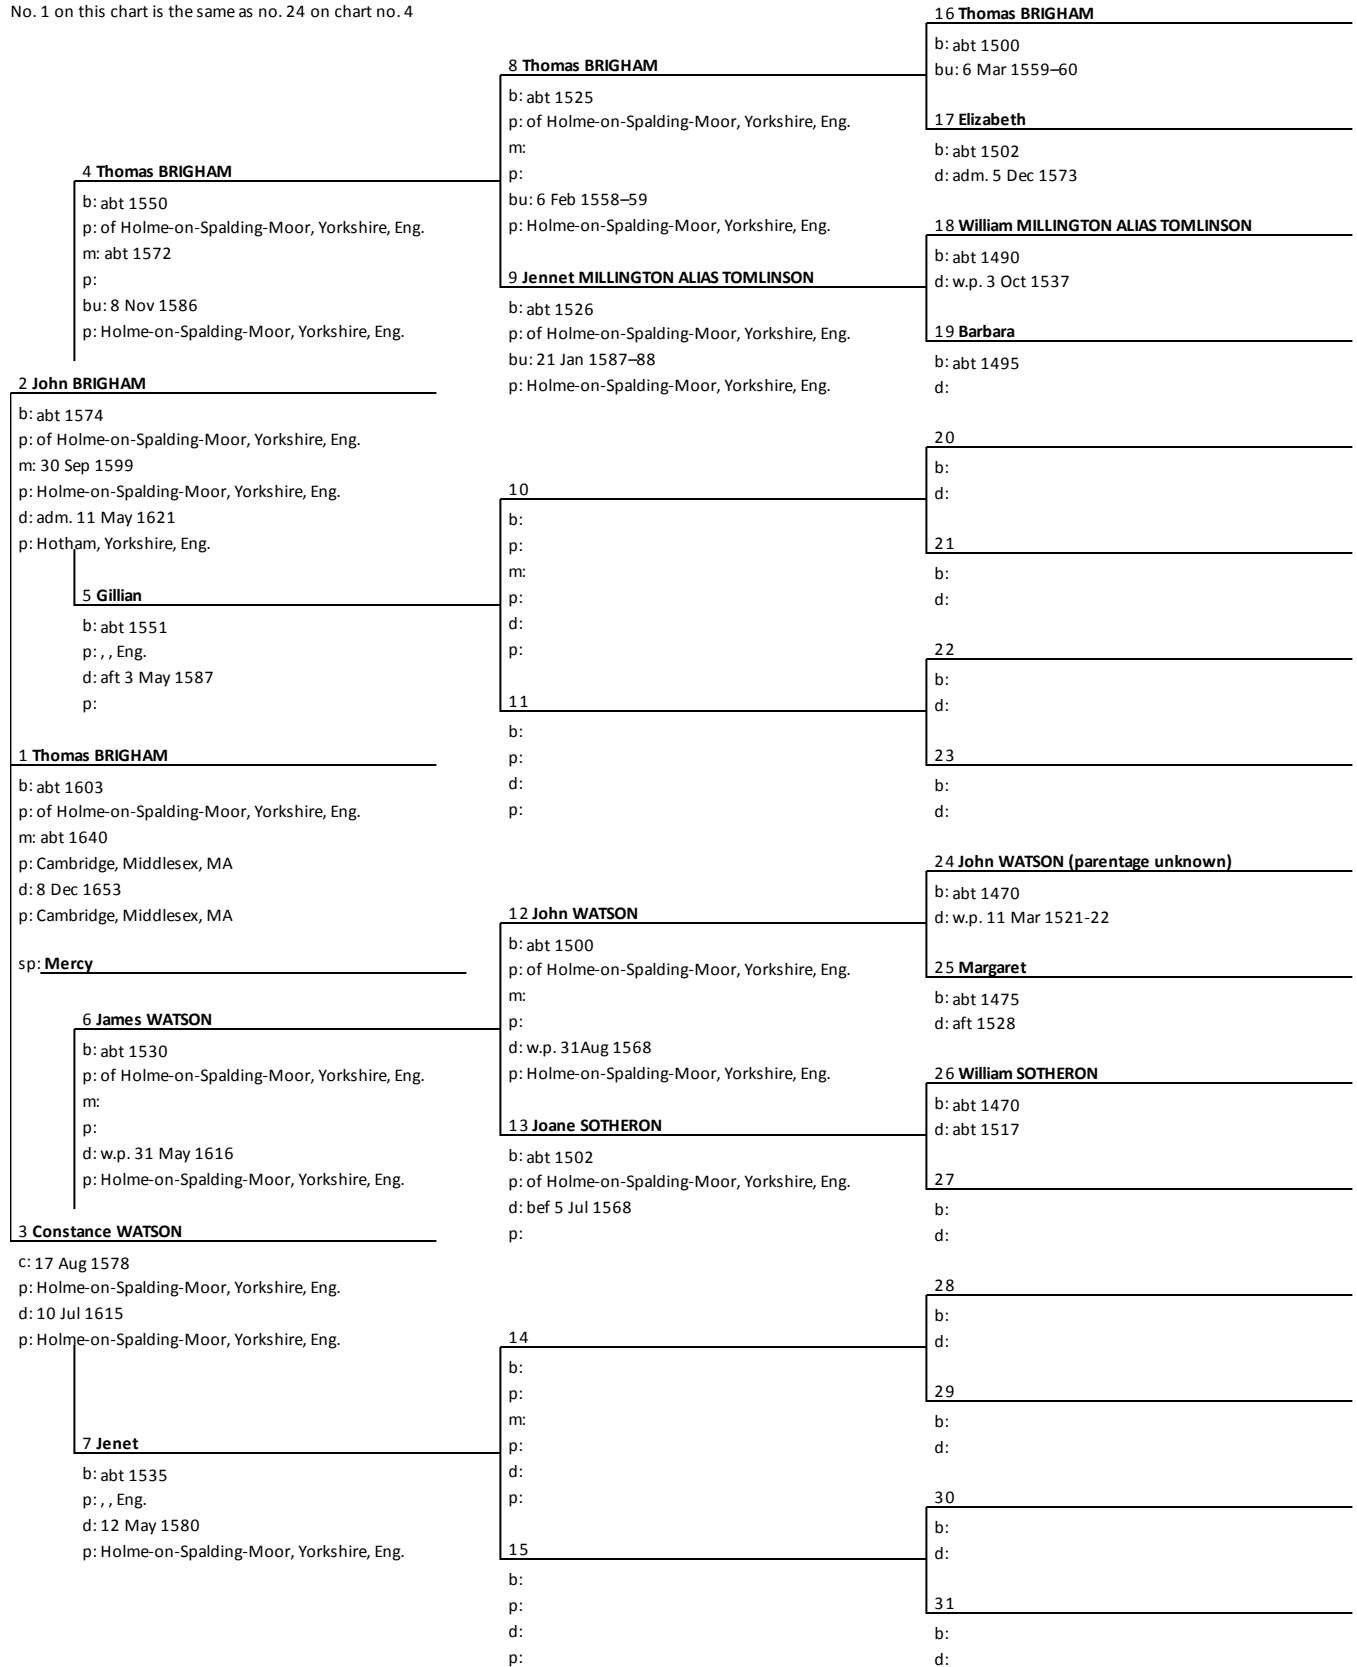 No. 1 on this chart is the same as no. 24 on chart no. 4
16 Thomas BRIGHAM
b: abt 1500
bu: 6 Mar 1559–60
8 Thomas BRIGHAM
b: abt 1525
p: of Holme-on-Spalding-Moor, Yorkshire, Eng.
m:
p:
bu: 6 Feb 1558–59
p: Holme-on-Spalding-Moor, Yorkshire, Eng.
17 Elizabeth
b: abt 1502
d: adm. 5 Dec 1573
4 Thomas BRIGHAM
b: abt 1550
p: of Holme-on-Spalding-Moor, Yorkshire, Eng.
m: abt 1572
p:
bu: 8 Nov 1586
p: Holme-on-Spalding-Moor, Yorkshire, Eng.
18 William MILLINGTON ALIAS TOMLINSON
b: abt 1490
d: w.p. 3 Oct 1537
9 Jennet MILLINGTON ALIAS TOMLINSON
b: abt 1526
p: of Holme-on-Spalding-Moor, Yorkshire, Eng.
bu: 21 Jan 1587–88
p: Holme-on-Spalding-Moor, Yorkshire, Eng.
19 Barbara
b: abt 1495
d:
2 John BRIGHAM
b: abt 1574
p: of Holme-on-Spalding-Moor, Yorkshire, Eng.
m: 30 Sep 1599
p: Holme-on-Spalding-Moor, Yorkshire, Eng.
d: adm. 11 May 1621
p: Hotham, Yorkshire, Eng.
20
b:
d:
10
b:
p:
m:
p:
d:
p:
21
b:
d:
5 Gillian
b: abt 1551
p: , , Eng.
d: aft 3 May 1587
p:
22
b:
d:
11
b:
p:
d:
p:
23
b:
d:
1 Thomas BRIGHAM
b: abt 1603
p: of Holme-on-Spalding-Moor, Yorkshire, Eng.
m: abt 1640
p: Cambridge, Middlesex, MA
d: 8 Dec 1653
p: Cambridge, Middlesex, MA
sp: Mercy
24 John WATSON (parentage unknown)
b: abt 1470
d: w.p. 11 Mar 1521-22
12 John WATSON
b: abt 1500
p: of Holme-on-Spalding-Moor, Yorkshire, Eng.
m:
p:
d: w.p. 31Aug 1568
p: Holme-on-Spalding-Moor, Yorkshire, Eng.
25 Margaret
b: abt 1475
d: aft 1528
6 James WATSON
b: abt 1530
p: of Holme-on-Spalding-Moor, Yorkshire, Eng.
m:
p:
d: w.p. 31 May 1616
p: Holme-on-Spalding-Moor, Yorkshire, Eng.
26 William SOTHERON
b: abt 1470
d: abt 1517
13 Joane SOTHERON
b: abt 1502
p: of Holme-on-Spalding-Moor, Yorkshire, Eng.
d: bef 5 Jul 1568
p:
27
b:
d:
3 Constance WATSON
c: 17 Aug 1578
p: Holme-on-Spalding-Moor, Yorkshire, Eng.
d: 10 Jul 1615
p: Holme-on-Spalding-Moor, Yorkshire, Eng.
28
b:
d:
14
b:
p:
m:
p:
d:
p:
29
b:
d:
7 Jenet
b: abt 1535
p: , , Eng.
d: 12 May 1580
p: Holme-on-Spalding-Moor, Yorkshire, Eng.
30
b:
d:
15
b:
p:
d:
p:
31
b:
d: